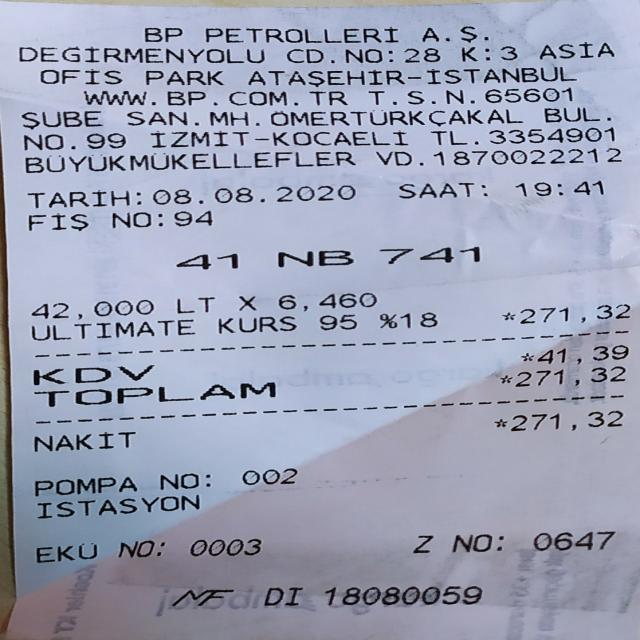 BP PETROLLERİ A.Ş.
DEĞİRMENYOLU CD.NO:28 K:3 ASİA
OFİS PARK ATAŞEHİR-İSTANBUL
WWW.BP.COM.TR T.S.N.65601
ŞUBE SAN.MH.ÖMERTÜRKÇAKAL BUL.
NO.99 İZMİT-KOCAELİ TL.3354901
BÜYÜKMÜKELLEFLER VD.1870022212
TARİH:08.08.2020 SAAT: 19:41
FİŞ NO:94
41 NB 741
42,000 LT X 6,460
ULTIMATE KURS 95 %18 *271,32
KDV *41,39
TOPLAM *271,32
NAKİT *271,32
POMPA NO: 002
ISTASYON
EKÜ NO: 0003 Z NO: 0647
MF DI 18080059